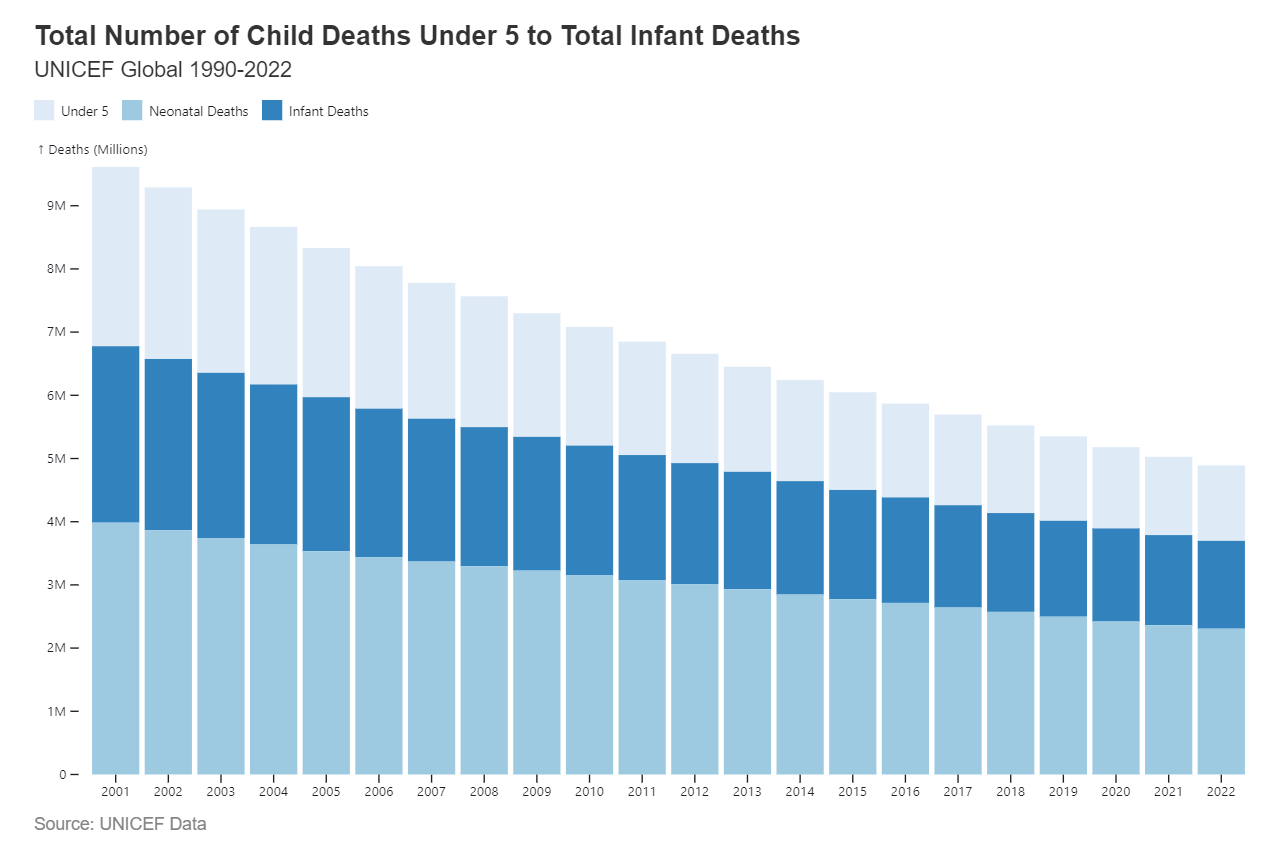 Total Number of Child Deaths Under 5 to Total Infant Deaths
UNICEF Global 1990-2022
Under 5 Neonatal Deaths Infant Deaths
↑ Deaths (Millions)
9M
8M
7M
6M
5M
4M
3M
2M
1M
0
2001 2002 2003 2004 2005 2006 2007 2008 2009 2010 2011 2012 2013 2014 2015 2016 2017 2018 2019 2020 2021 2022
Source: UNICEF Data